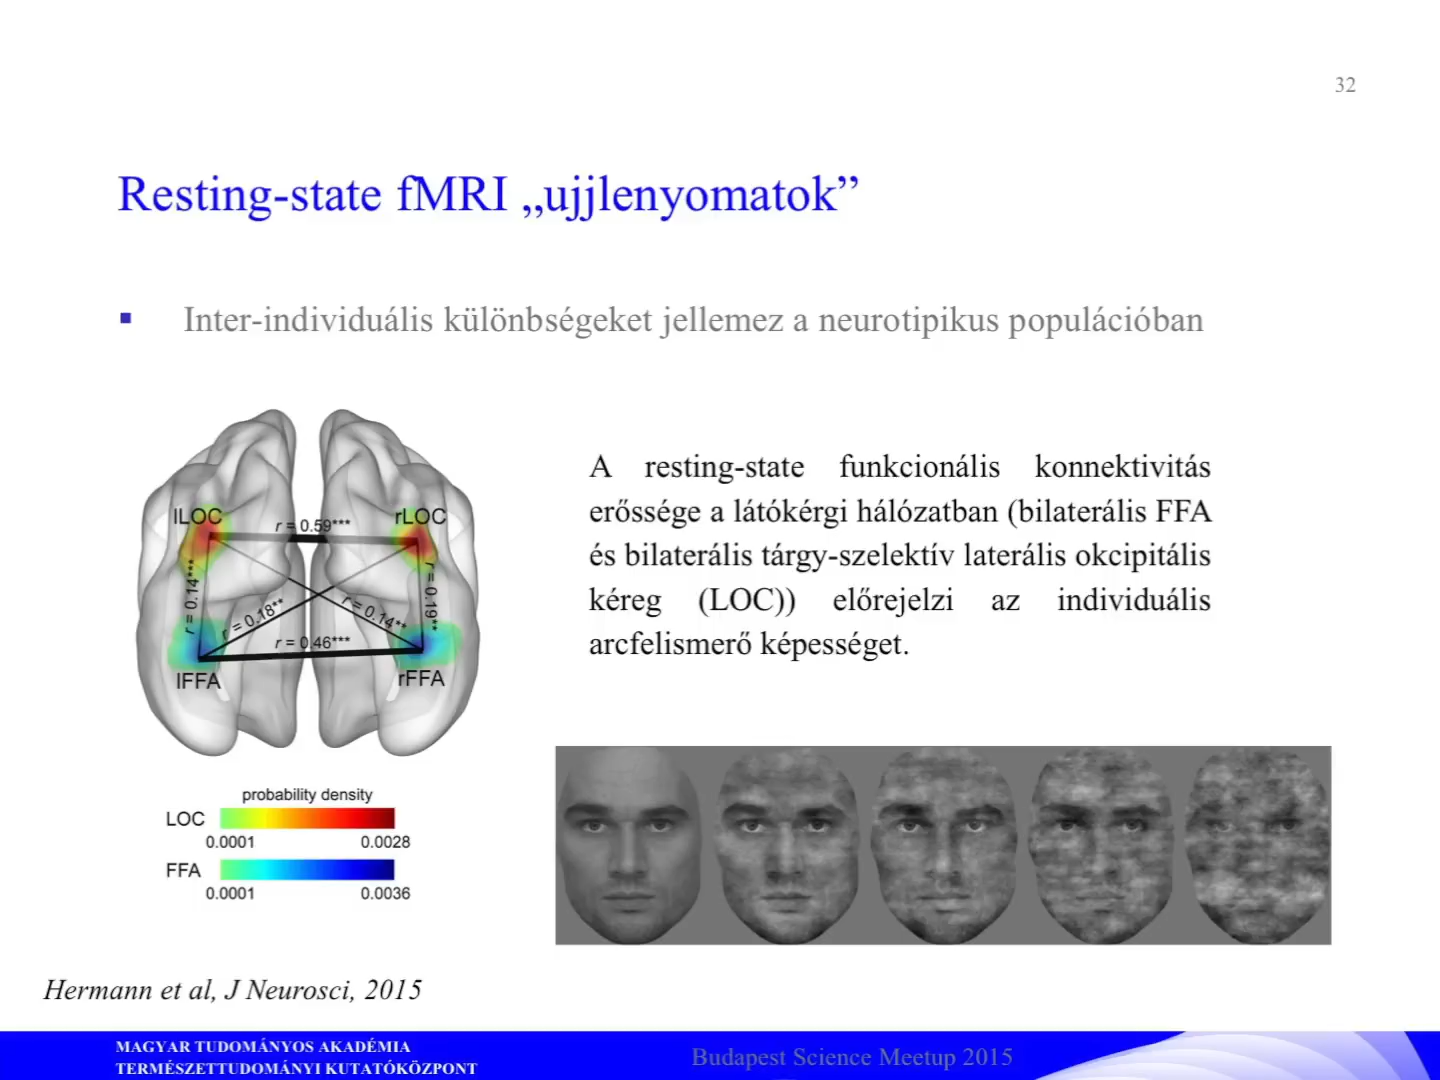 32
Resting-state fMRI „ujjlenyomatok”
▪ Inter-individuális különbségeket jellemez a neurotipikus populációban
lLOC
r = 0.59***
rLOC
r = 0.14***
r = 0.18**
r = 0.14**
r = 0.19**
r = 0.46***
lFFA
rFFA
probability density
LOC
0.0001 0.0028
FFA
0.0001 0.0036
A resting-state funkcionális konnektivitás
erőssége a látókérgi hálózatban (bilaterális FFA
és bilaterális tárgy-szelektív laterális okcipitális
kéreg (LOC)) előrejelzi az individuális
arcfelismerő képességet.
Hermann et al, J Neurosci, 2015
MAGYAR TUDOMÁNYOS AKADÉMIA
TERMÉSZETTUDOMÁNYI KUTATÓKÖZPONT
Budapest Science Meetup 2015